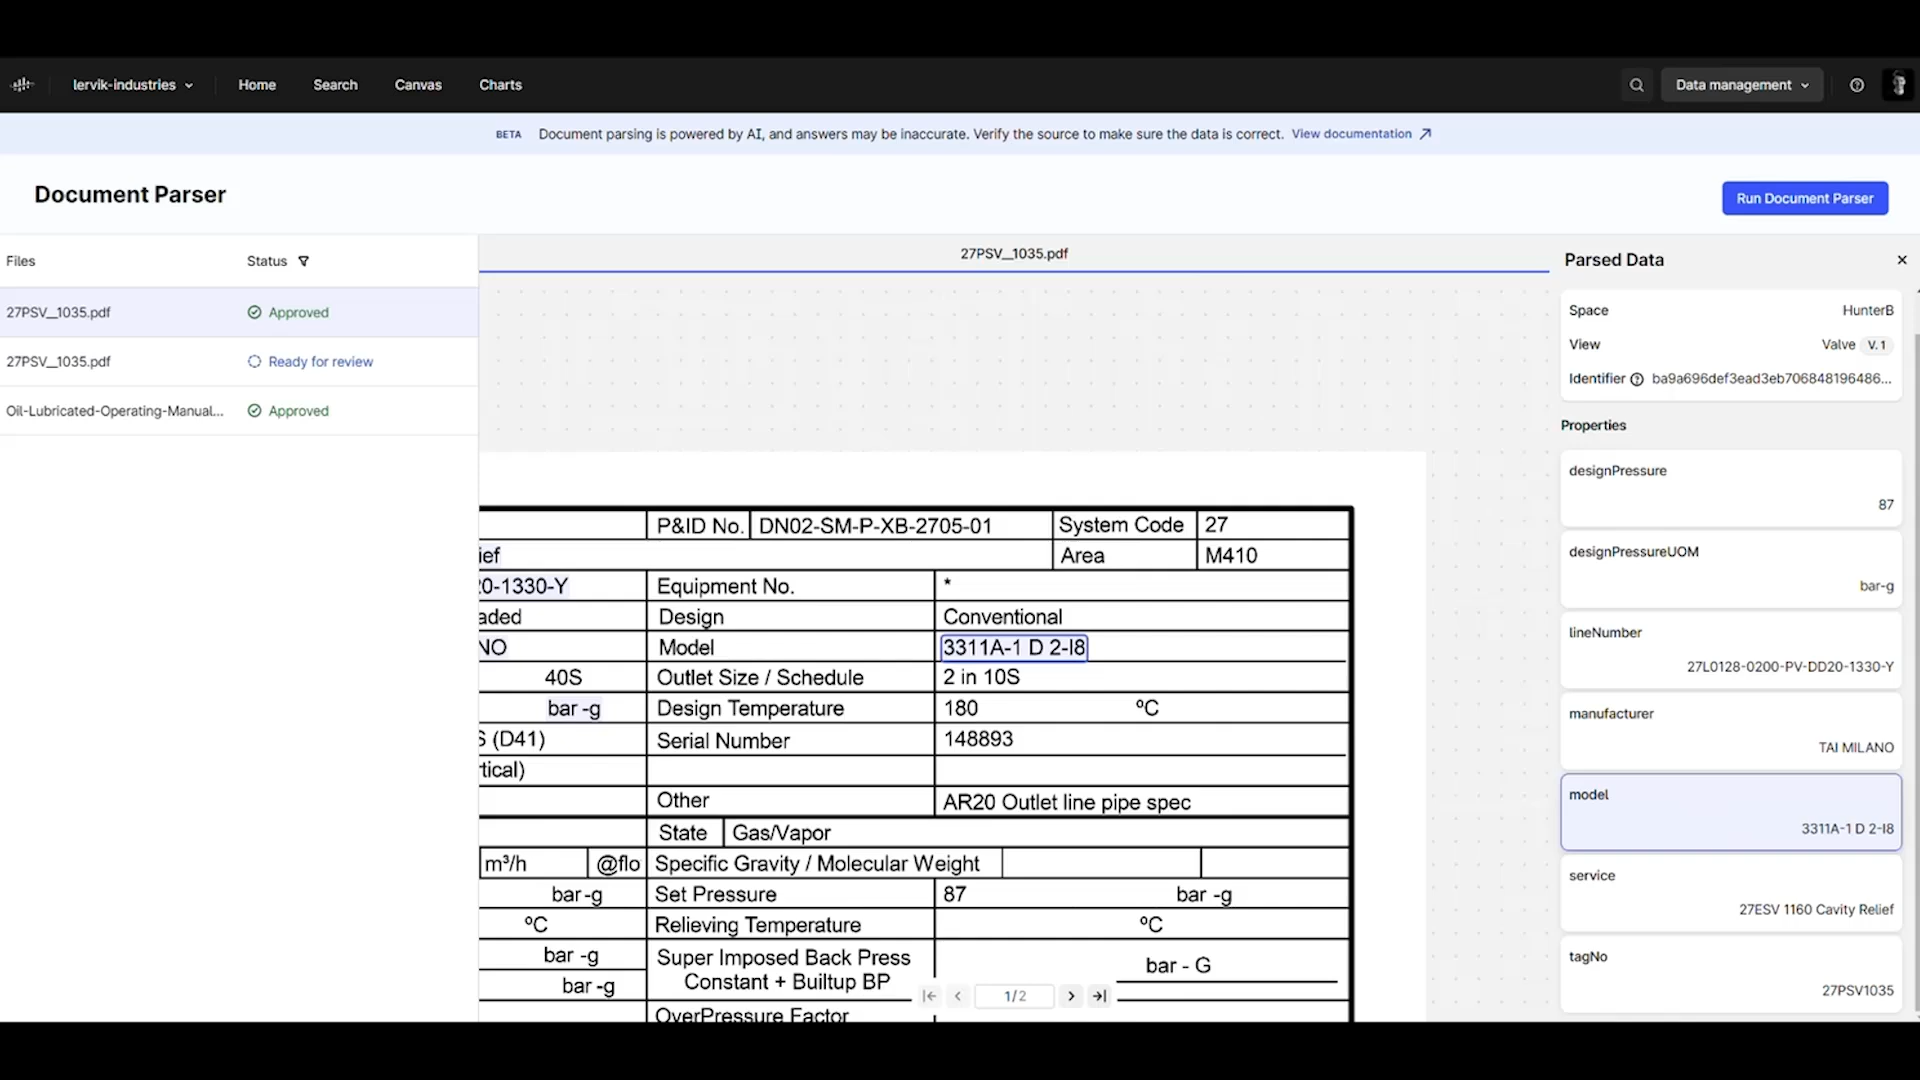 lervik-industries Home Search Canvas Charts Data management
BETA Document parsing is powered by AI, and answers may be inaccurate. Verify the source to make sure the data is correct. View documentation
Document Parser
Run Document Parser
Files Status
27PSV__1035.pdf Approved
27PSV__1035.pdf Ready for review
Oil-Lubricated-Operating-Manual... Approved
27PSV__1035.pdf
P&ID No. DN02-SM-P-XB-2705-01 System Code 27
ief Area M410
20-1330-Y Equipment No. *
aded Design Conventional
NO Model 3311A-1 D 2-I8
40S Outlet Size / Schedule 2 in 10S
bar -g Design Temperature 180 ºC
S (D41) Serial Number 148893
rtical)
Other AR20 Outlet line pipe spec
State Gas/Vapor
m³/h @flo Specific Gravity / Molecular Weight
bar -g Set Pressure 87 bar -g
ºC Relieving Temperature ºC
bar -g Super Imposed Back Press bar - G
bar -g Constant + Builtup BP
OverPressure Factor
1/2
Parsed Data
Space HunterB
View Valve V.1
Identifier ba9a696def3ead3eb706848196486...
Properties
designPressure
87
designPressureUOM
bar-g
lineNumber
27L0128-0200-PV-DD20-1330-Y
manufacturer
TAI MILANO
model
3311A-1 D 2-I8
service
27ESV 1160 Cavity Relief
tagNo
27PSV1035